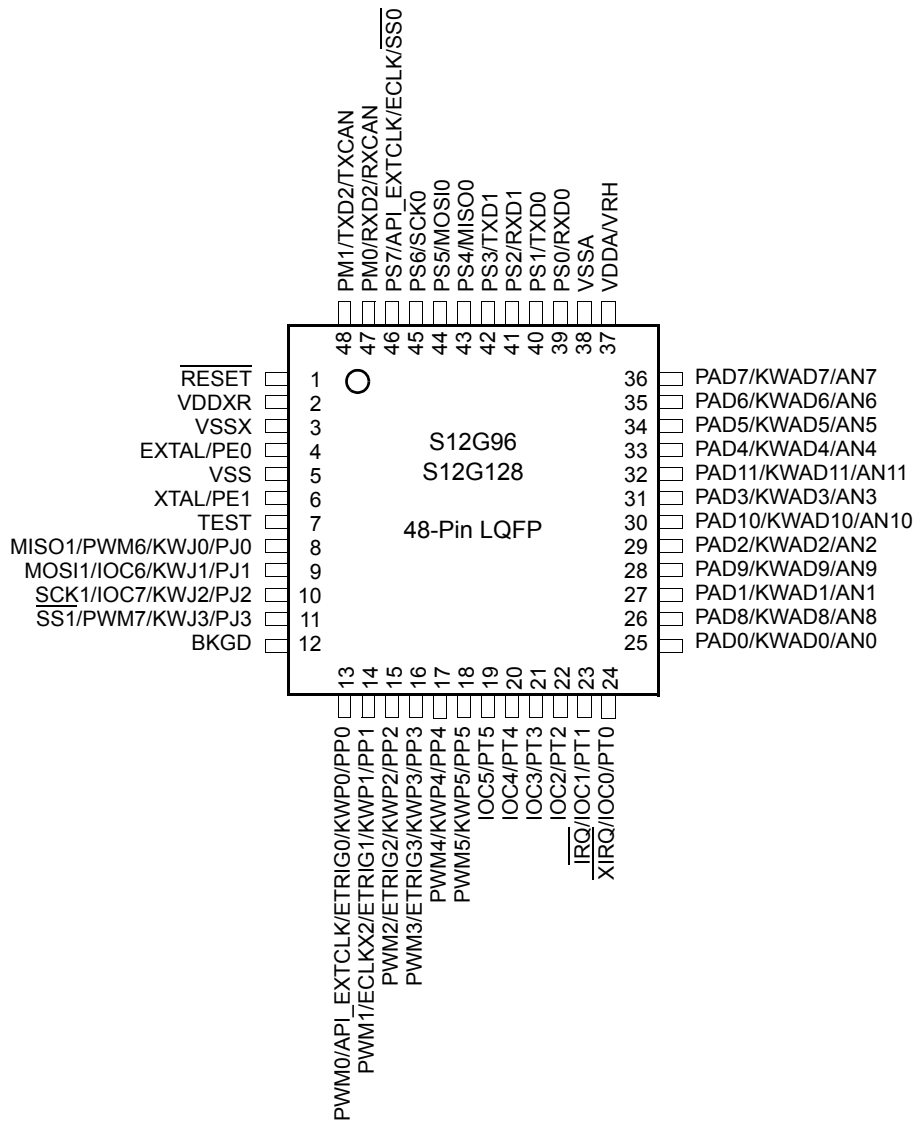 PM1/TXD2/TXCAN
PM0/RXD2/RXCAN
PS7/API_EXTCLK/ECLK/SS0
PS6/SCK0
PS5/MOSI0
PS4/MISO0
PS3/TXD1
PS2/RXD1
PS1/TXD0
PS0/RXD0
VSSA
VDDA/VRH
48
47
46
45
44
43
42
41
40
39
38
37
RESET 1
VDDXR 2
VSSX 3
EXTAL/PE0 4
VSS 5
XTAL/PE1 6
TEST 7
MISO1/PWM6/KWJ0/PJ0 8
MOSI1/IOC6/KWJ1/PJ1 9
SCK1/IOC7/KWJ2/PJ2 10
SS1/PWM7/KWJ3/PJ3 11
BKGD 12
S12G96
S12G128
48-Pin LQFP
36 PAD7/KWAD7/AN7
35 PAD6/KWAD6/AN6
34 PAD5/KWAD5/AN5
33 PAD4/KWAD4/AN4
32 PAD11/KWAD11/AN11
31 PAD3/KWAD3/AN3
30 PAD10/KWAD10/AN10
29 PAD2/KWAD2/AN2
28 PAD9/KWAD9/AN9
27 PAD1/KWAD1/AN1
26 PAD8/KWAD8/AN8
25 PAD0/KWAD0/AN0
13
14
15
16
17
18
19
20
21
22
23
24
PWM0/API_EXTCLK/ETRIG0/KWP0/PP0
PWM1/ECLKX2/ETRIG1/KWP1/PP1
PWM2/ETRIG2/KWP2/PP2
PWM3/ETRIG3/KWP3/PP3
PWM4/KWP4/PP4
PWM5/KWP5/PP5
IOC5/PT5
IOC4/PT4
IOC3/PT3
IOC2/PT2
IRQ/IOC1/PT1
XIRQ/IOC0/PT0